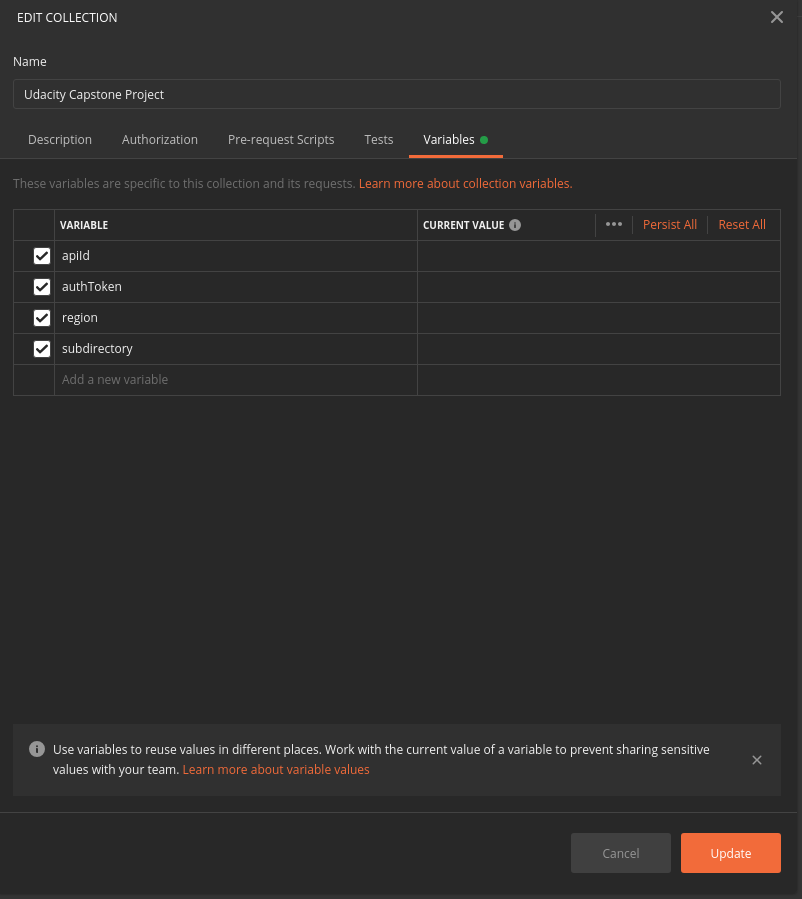 EDIT COLLECTION
Name
Udacity Capstone Project
Description Authorization Pre-request Scripts Tests Variables
These variables are specific to this collection and its requests. Learn more about collection variables.
VARIABLE CURRENT VALUE ••• Persist All Reset All
apiId
authToken
region
subdirectory
Add a new variable
Use variables to reuse values in different places. Work with the current value of a variable to prevent sharing sensitive
values with your team. Learn more about variable values
Cancel Update